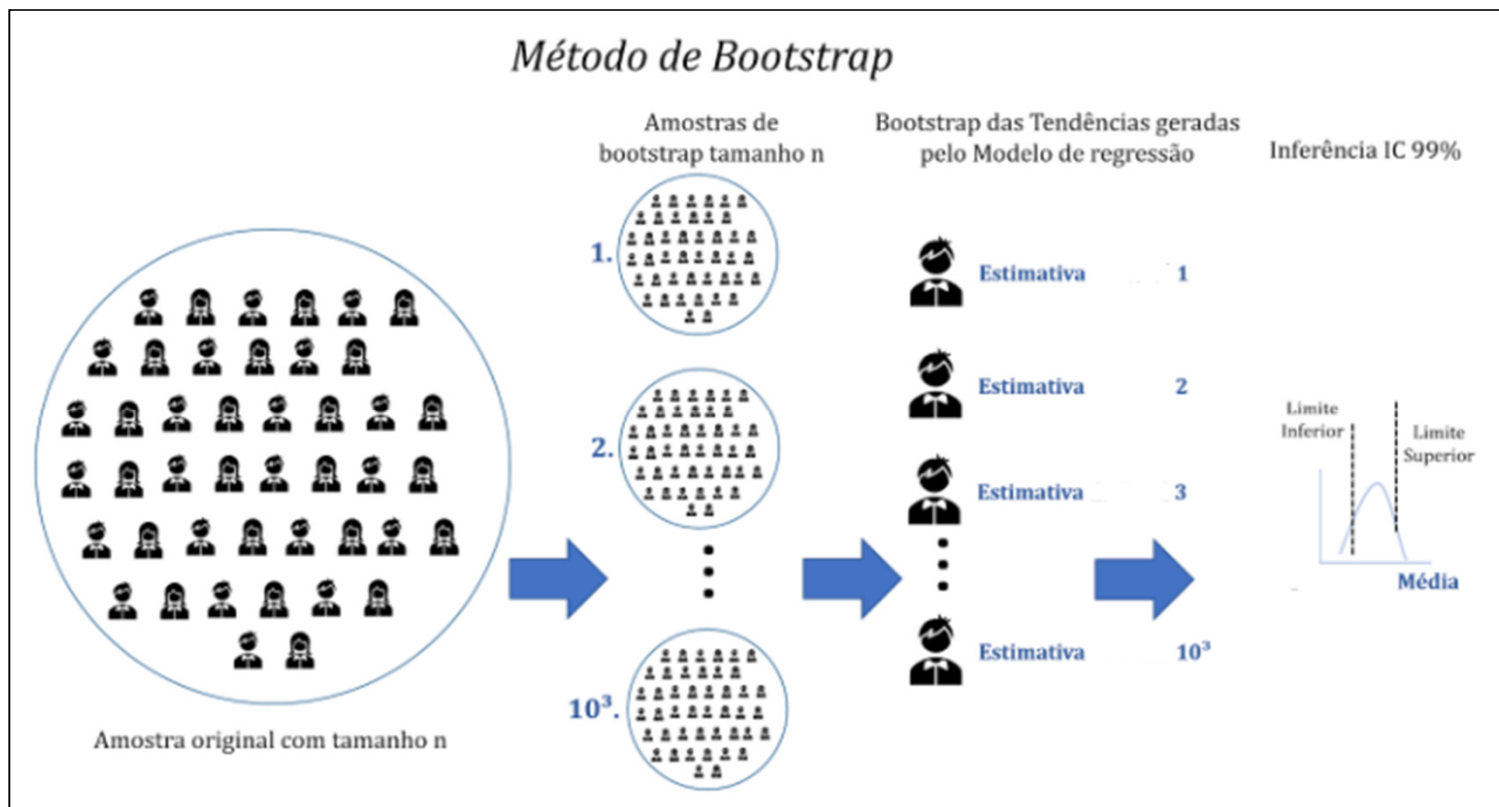 Método de Bootstrap
Amostras de
bootstrap tamanho n
Bootstrap das Tendências geradas
pelo Modelo de regressão
Inferência IC 99%
1.
2.
10³.
Estimativa 1
Estimativa 2
Estimativa 3
Estimativa 10³
Limite
Inferior
Limite
Superior
Média
Amostra original com tamanho n